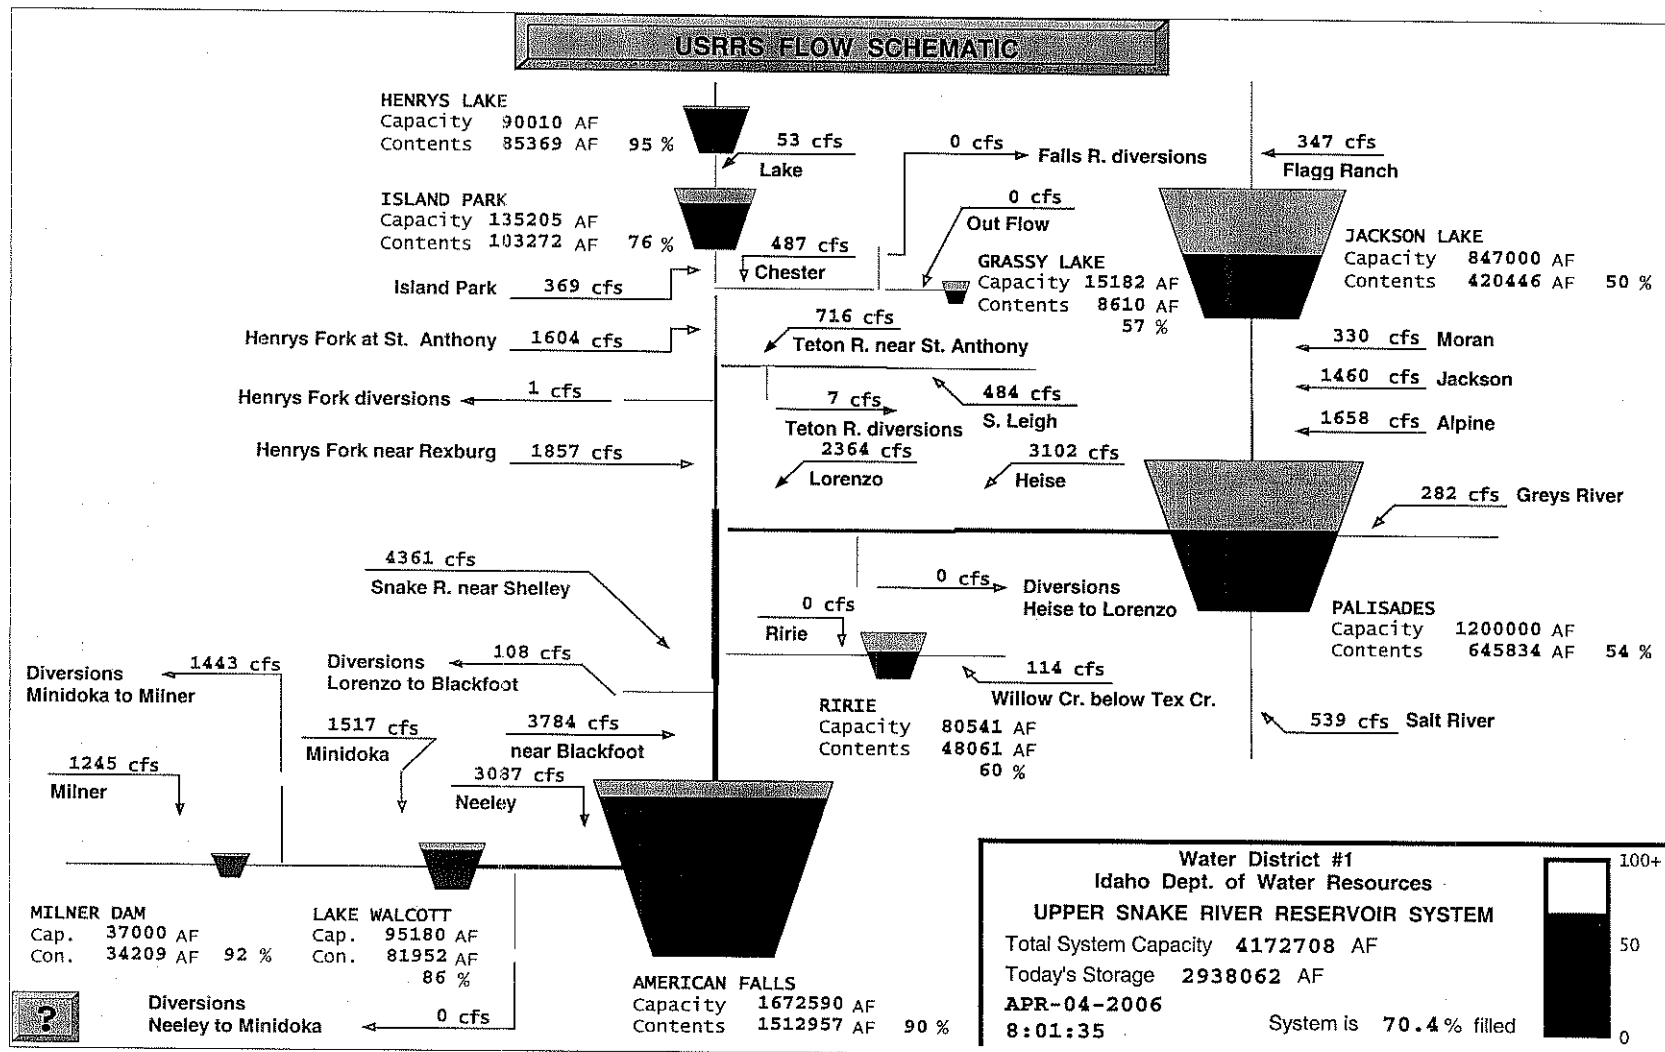 USRRS FLOW SCHEMATIC
HENRYS LAKE
Capacity 90010 AF
Contents 85369 AF 95 %
53 cfs
Lake
0 cfs
Falls R. diversions
347 cfs
Flagg Ranch
ISLAND PARK
Capacity 135205 AF
Contents 103272 AF 76 %
0 cfs
Out Flow
487 cfs
Chester
GRASSY LAKE
Capacity 15182 AF
Contents 8610 AF
57 %
JACKSON LAKE
Capacity 847000 AF
Contents 420446 AF 50 %
Island Park 369 cfs
Henrys Fork at St. Anthony 1604 cfs
716 cfs
Teton R. near St. Anthony
330 cfs Moran
1460 cfs Jackson
1658 cfs Alpine
Henrys Fork diversions 1 cfs
7 cfs
Teton R. diversions
484 cfs
S. Leigh
Henrys Fork near Rexburg 1857 cfs
2364 cfs
Lorenzo
3102 cfs
Heise
282 cfs Greys River
4361 cfs
Snake R. near Shelley
0 cfs
Diversions
Heise to Lorenzo
0 cfs
Ririe
PALISADES
Capacity 1200000 AF
Contents 645834 AF 54 %
1443 cfs
Diversions
Minidoka to Milner
108 cfs
Diversions
Lorenzo to Blackfoot
114 cfs
Willow Cr. below Tex Cr.
RIRIE
Capacity 80541 AF
Contents 48061 AF
60 %
539 cfs Salt River
1517 cfs
Minidoka
3784 cfs
near Blackfoot
1245 cfs
Milner
3087 cfs
Neeley
MILNER DAM
Cap. 37000 AF
Con. 34209 AF 92 %
LAKE WALCOTT
Cap. 95180 AF
Con. 81952 AF
86 %
AMERICAN FALLS
Capacity 1672590 AF
Contents 1512957 AF 90 %
?
Diversions
Neeley to Minidoka 0 cfs
Water District #1
Idaho Dept. of Water Resources
UPPER SNAKE RIVER RESERVOIR SYSTEM
Total System Capacity 4172708 AF
Today's Storage 2938062 AF
APR-04-2006
8:01:35
System is 70.4 % filled
100+
50
0